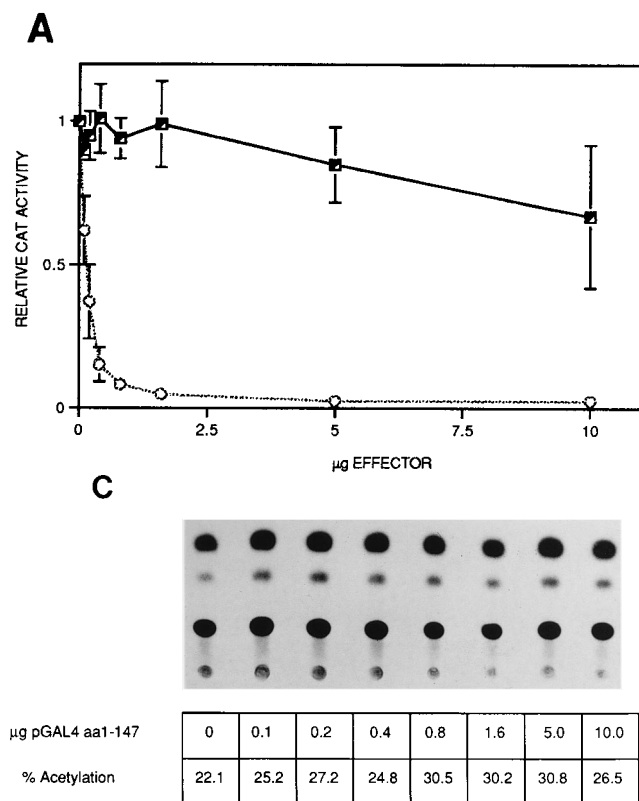 A
RELATIVE CAT ACTIVITY
1
0.5
0
0 2.5 5 7.5 10
µg EFFECTOR
C
µg pGAL4 aa1-147 0 0.1 0.2 0.4 0.8 1.6 5.0 10.0
% Acetylation 22.1 25.2 27.2 24.8 30.5 30.2 30.8 26.5